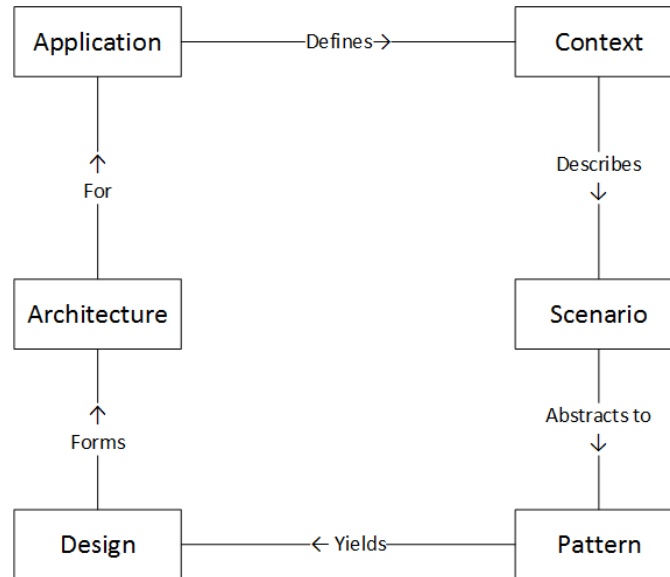 Application
Defines→
Context
↑
For
Describes
↓
Architecture
Scenario
↑
Forms
Abstracts to
↓
Design
← Yields
Pattern